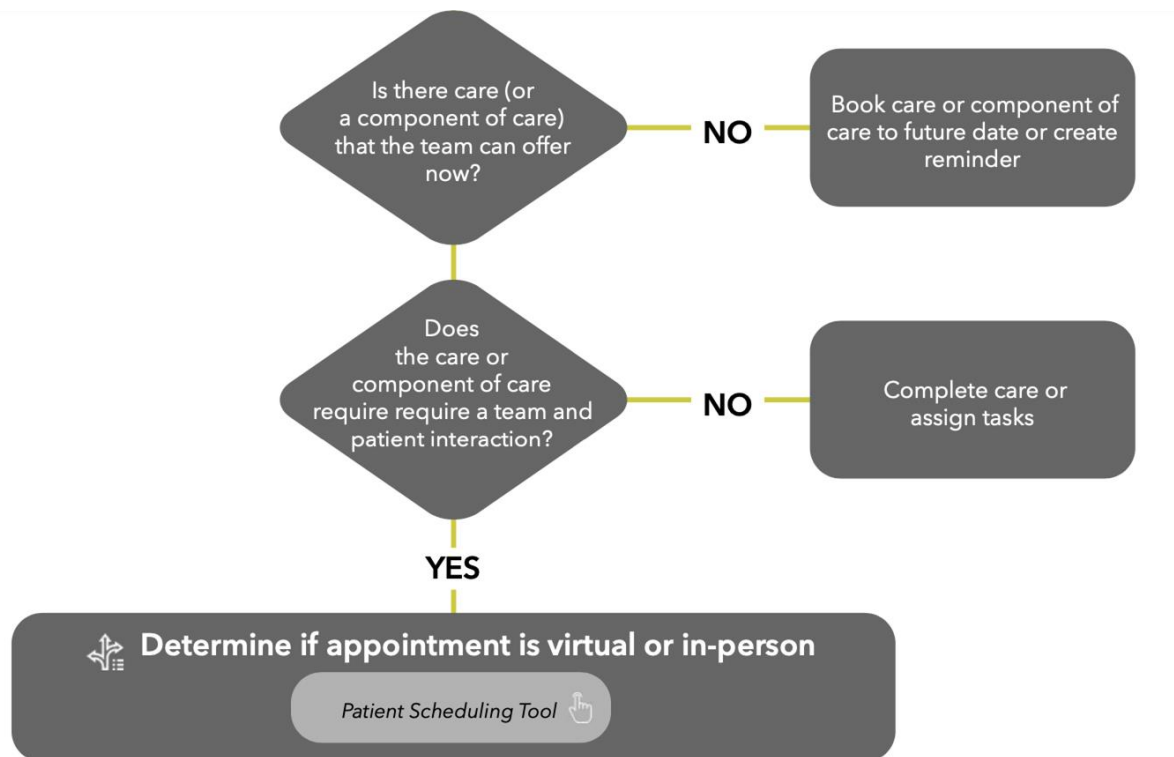 Is there care (or
a component of care)
that the team can offer
now?
NO
Book care or component of
care to future date or create
reminder
Does
the care or
component of care
require require a team and
patient interaction?
NO
Complete care or
assign tasks
YES
Determine if appointment is virtual or in-person
Patient Scheduling Tool